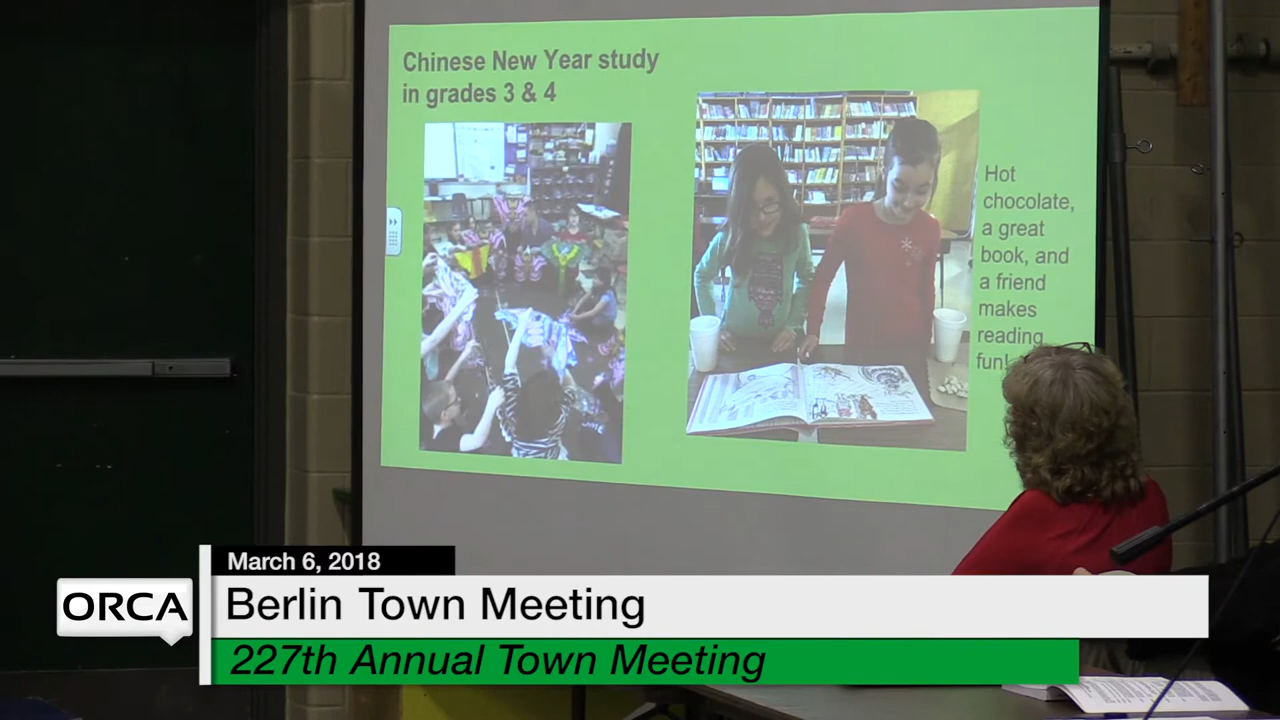 Chinese New Year study
in grades 3 & 4
Hot
chocolate,
a great
book, and
a friend
makes
reading
fun!
March 6, 2018
ORCA
Berlin Town Meeting
227th Annual Town Meeting